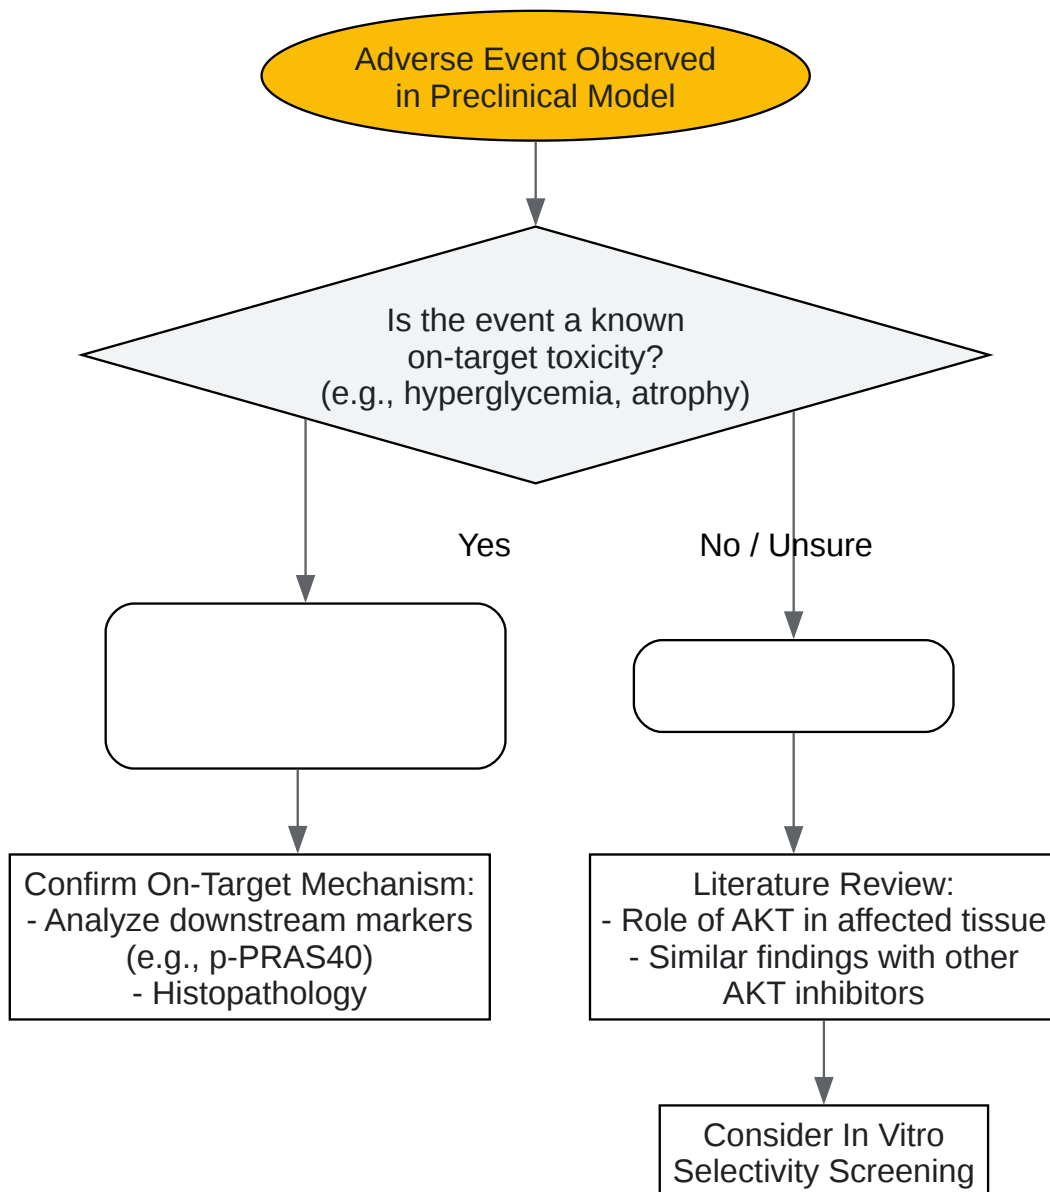 Adverse Event Observed
in Preclinical Model
Is the event a known
on-target toxicity?
(e.g., hyperglycemia, atrophy)
Yes
No / Unsure
Confirm On-Target Mechanism:
- Analyze downstream markers
(e.g., p-PRAS40)
- Histopathology
Literature Review:
- Role of AKT in affected tissue
- Similar findings with other
AKT inhibitors
Consider In Vitro
Selectivity Screening